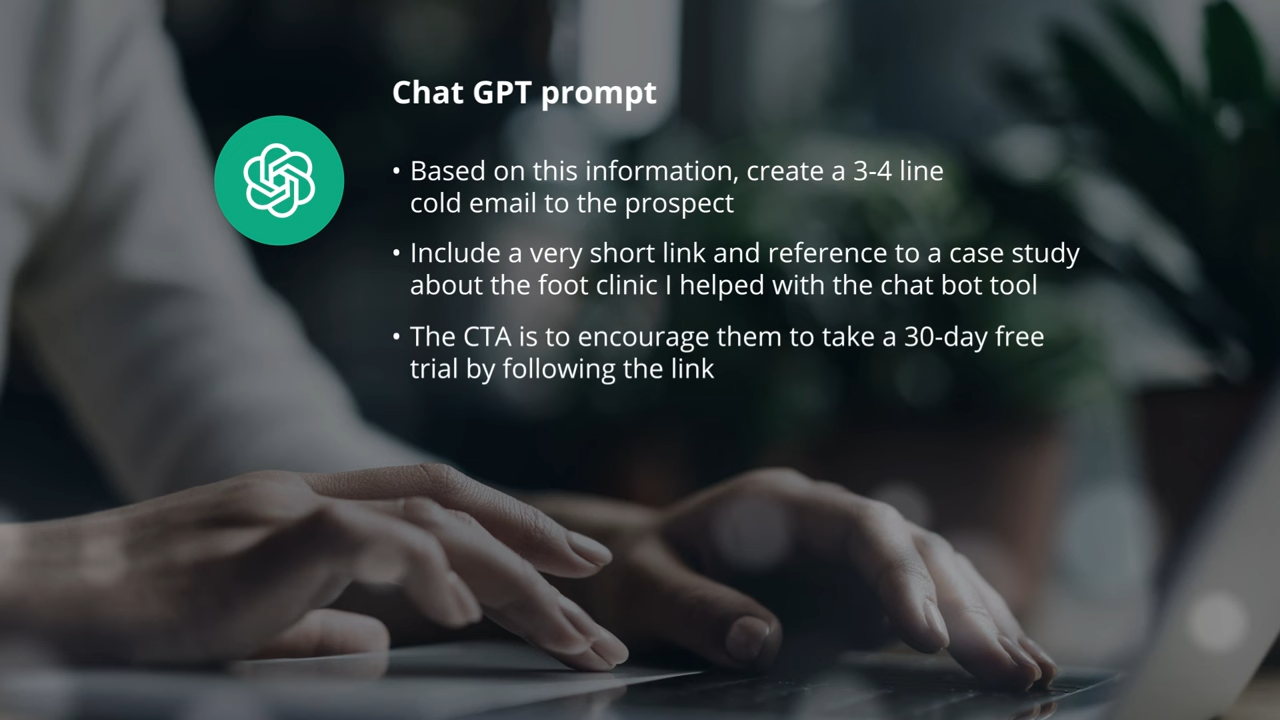 Chat GPT prompt
• Based on this information, create a 3-4 line
cold email to the prospect
• Include a very short link and reference to a case study
about the foot clinic I helped with the chat bot tool
• The CTA is to encourage them to take a 30-day free
trial by following the link